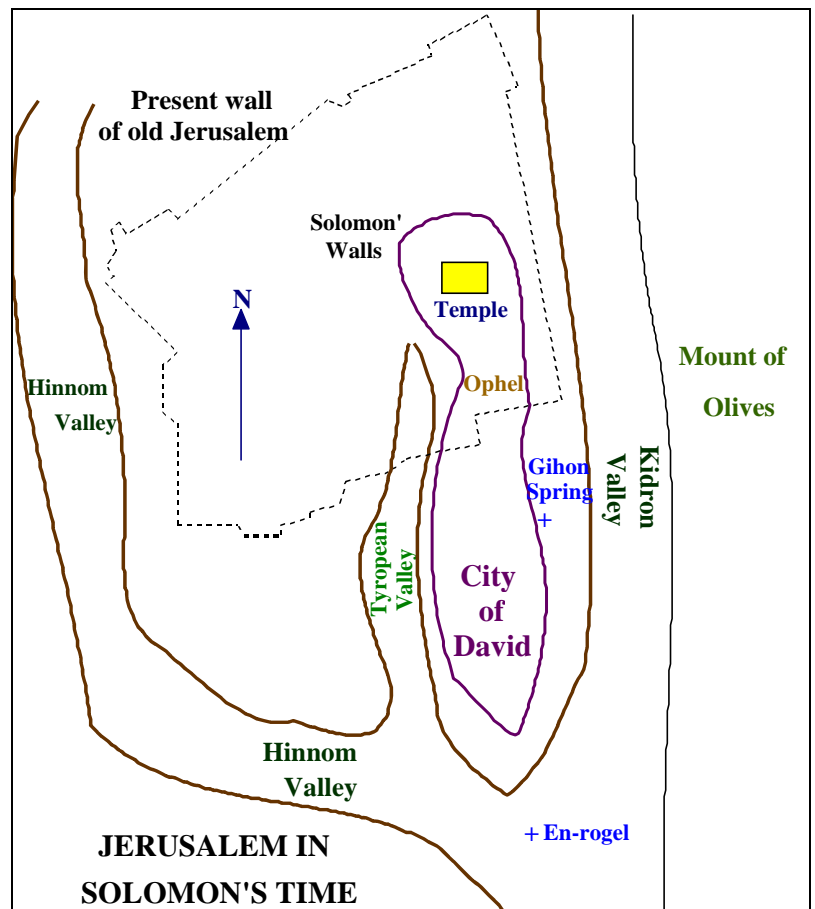 Present wall
of old Jerusalem
Solomon'
Walls
N
Temple
Mount of
Olives
Hinnom
Valley
Ophel
Gihon
Spring
+
Kidron
Valley
Tyropean
Valley
City
of
David
Hinnom
Valley
+ En-rogel
JERUSALEM IN
SOLOMON'S TIME